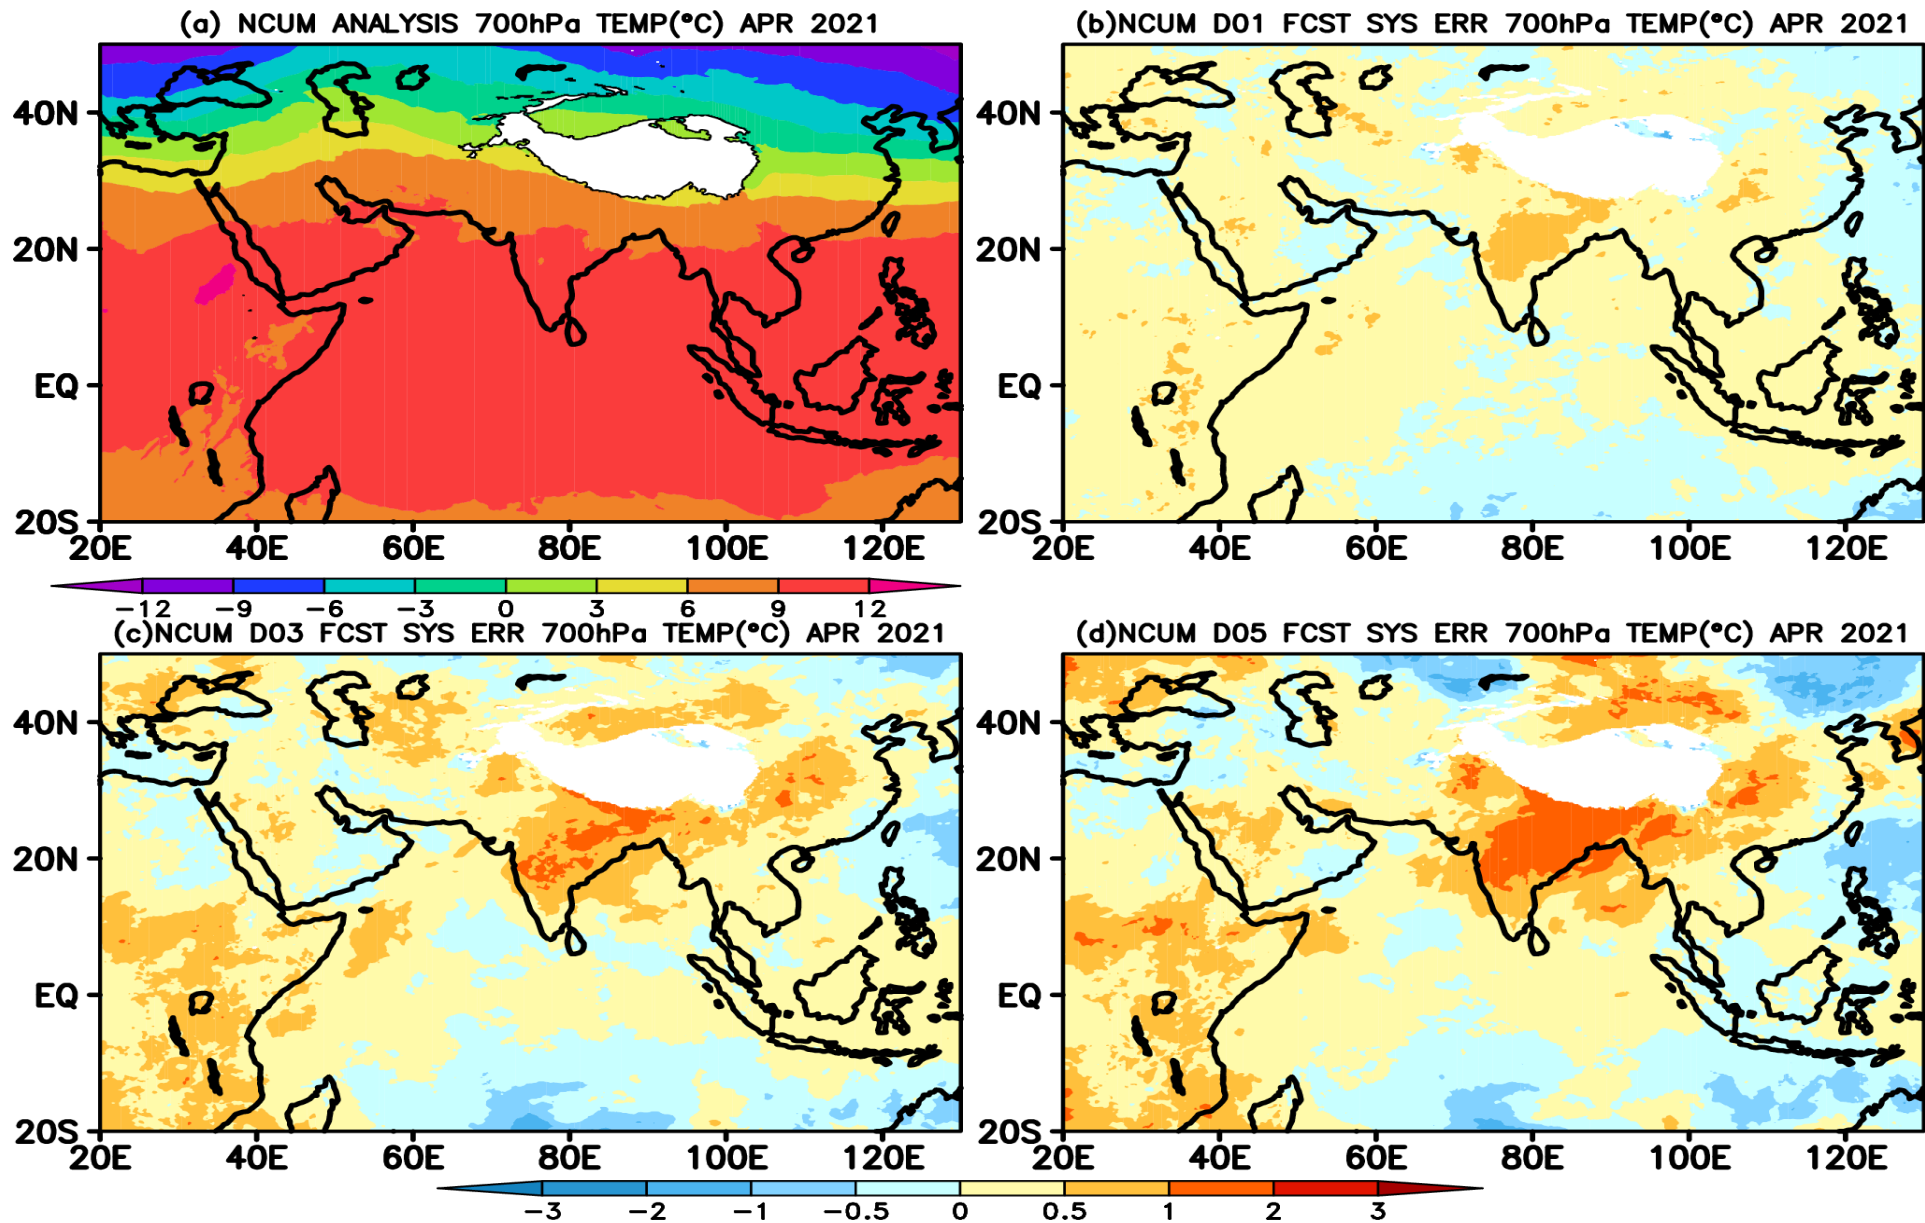 (a) NCUM ANALYSIS 700hPa TEMP(°C) APR 2021
40N
20N
EQ
20S
20E 40E 60E 80E 100E 120E
−12 −9 −6 −3 0 3 6 9 12
(b)NCUM D01 FCST SYS ERR 700hPa TEMP(°C) APR 2021
40N
20N
EQ
20S
20E 40E 60E 80E 100E 120E
(c)NCUM D03 FCST SYS ERR 700hPa TEMP(°C) APR 2021
40N
20N
EQ
20S
20E 40E 60E 80E 100E 120E
(d)NCUM D05 FCST SYS ERR 700hPa TEMP(°C) APR 2021
40N
20N
EQ
20S
20E 40E 60E 80E 100E 120E
−3 −2 −1 −0.5 0 0.5 1 2 3